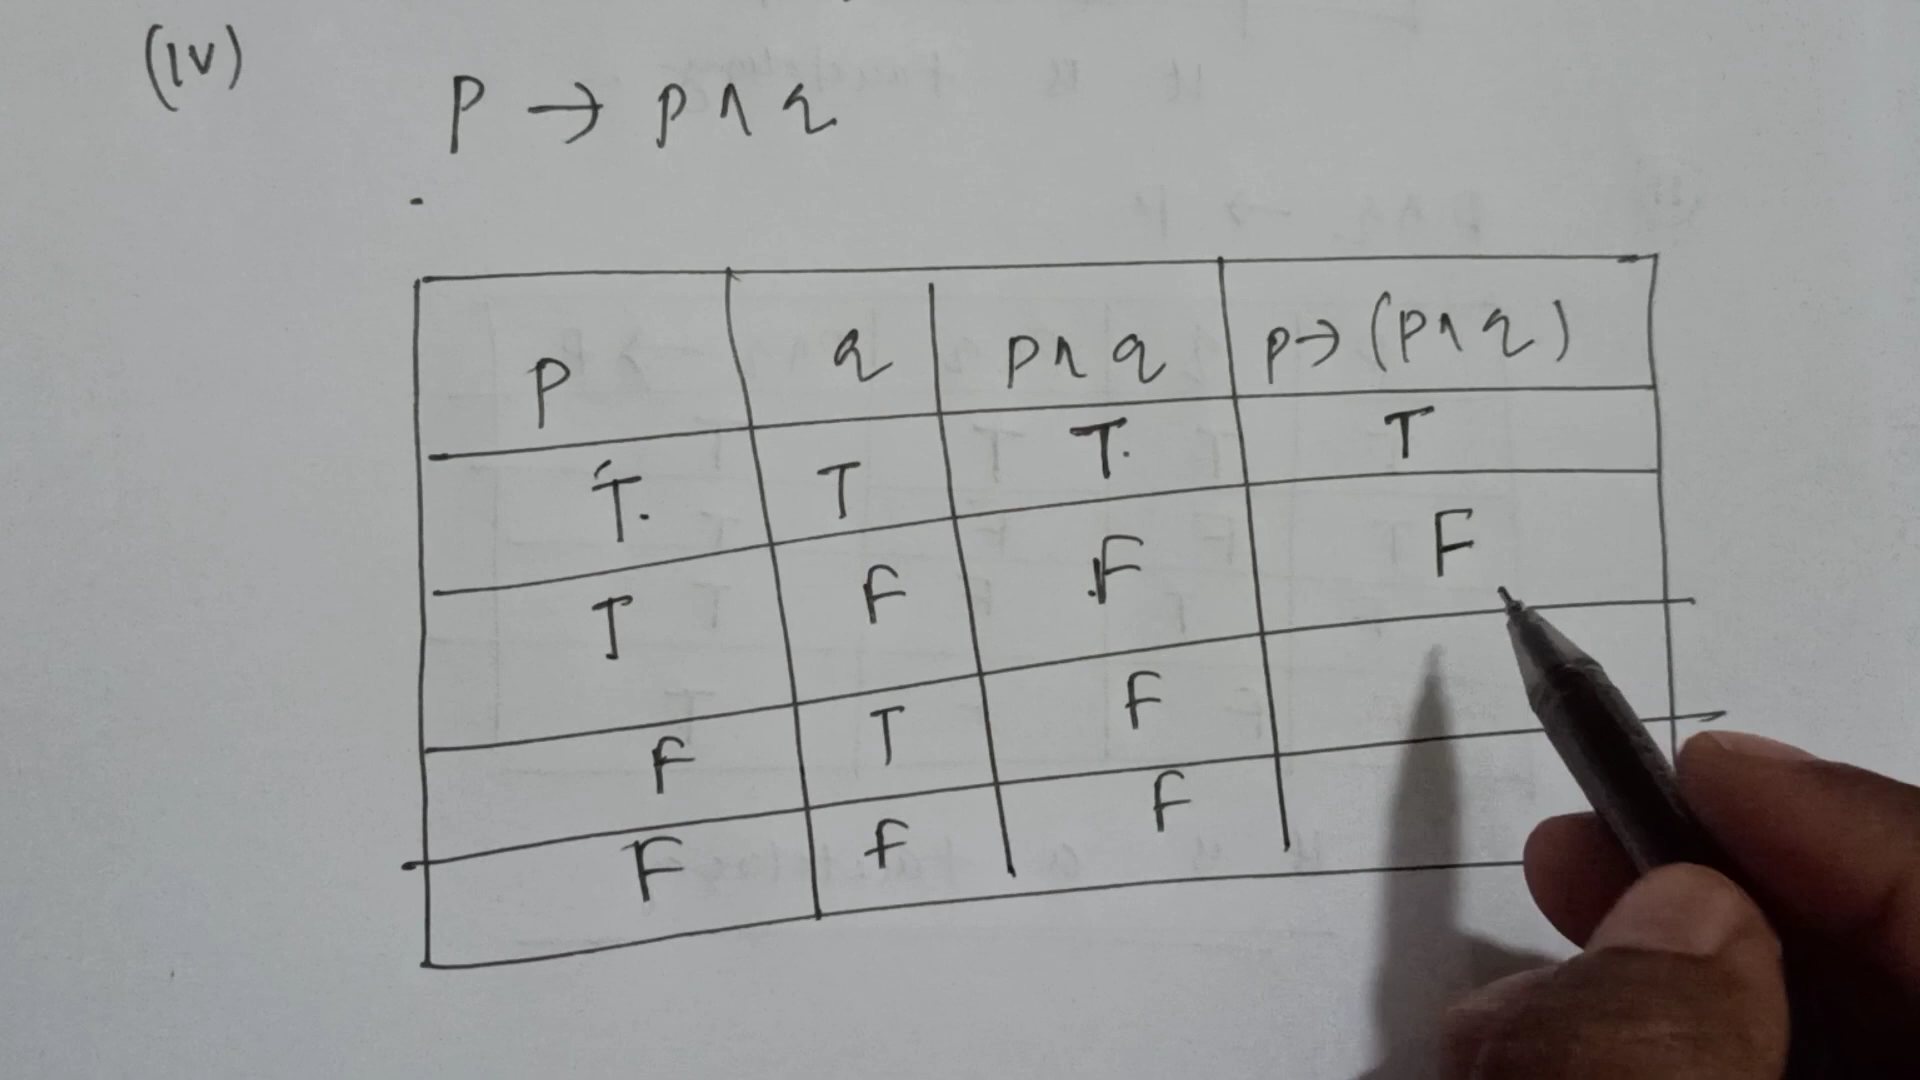 (iv)
p → p ∧ q
p q p ∧ q p → (p ∧ q)
T T T T
T F F F
F T F
F F F